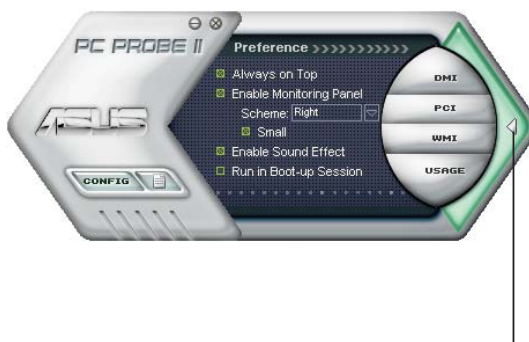 PC PROBE II
ASUS
CONFIG
Preference >>>>>>>>>>>
Always on Top
Enable Monitoring Panel
Scheme: Right
Small
Enable Sound Effect
Run in Boot-up Session
DMI
PCI
WMI
USAGE